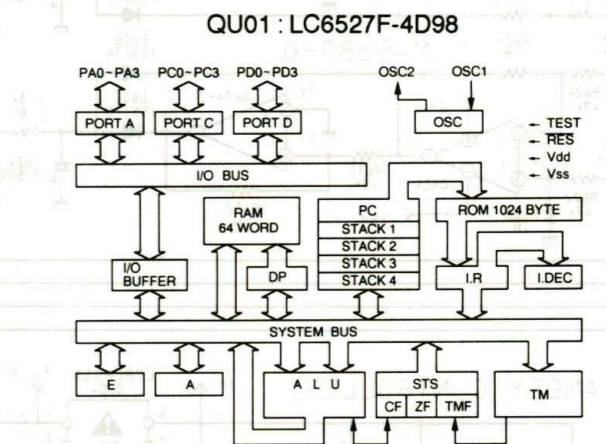 QU01 : LC6527F-4D98
PA0~PA3 PC0~PC3 PD0~PD3 OSC2 OSC1
PORT A PORT C PORT D OSC
TEST
RES
Vdd
Vss
I/O BUS
RAM
64 WORD
PC
STACK 1
STACK 2
STACK 3
STACK 4
ROM 1024 BYTE
I/O
BUFFER
DP
I.R
I.DEC
SYSTEM BUS
E
A
A L U
STS
CF ZF TMF
TM